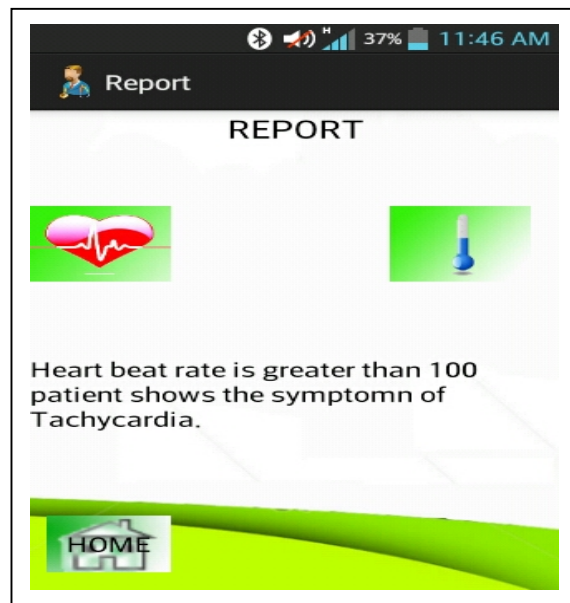 H 37% 11:46 AM
Report
REPORT
Heart beat rate is greater than 100
patient shows the symptomn of
Tachycardia.
HOME